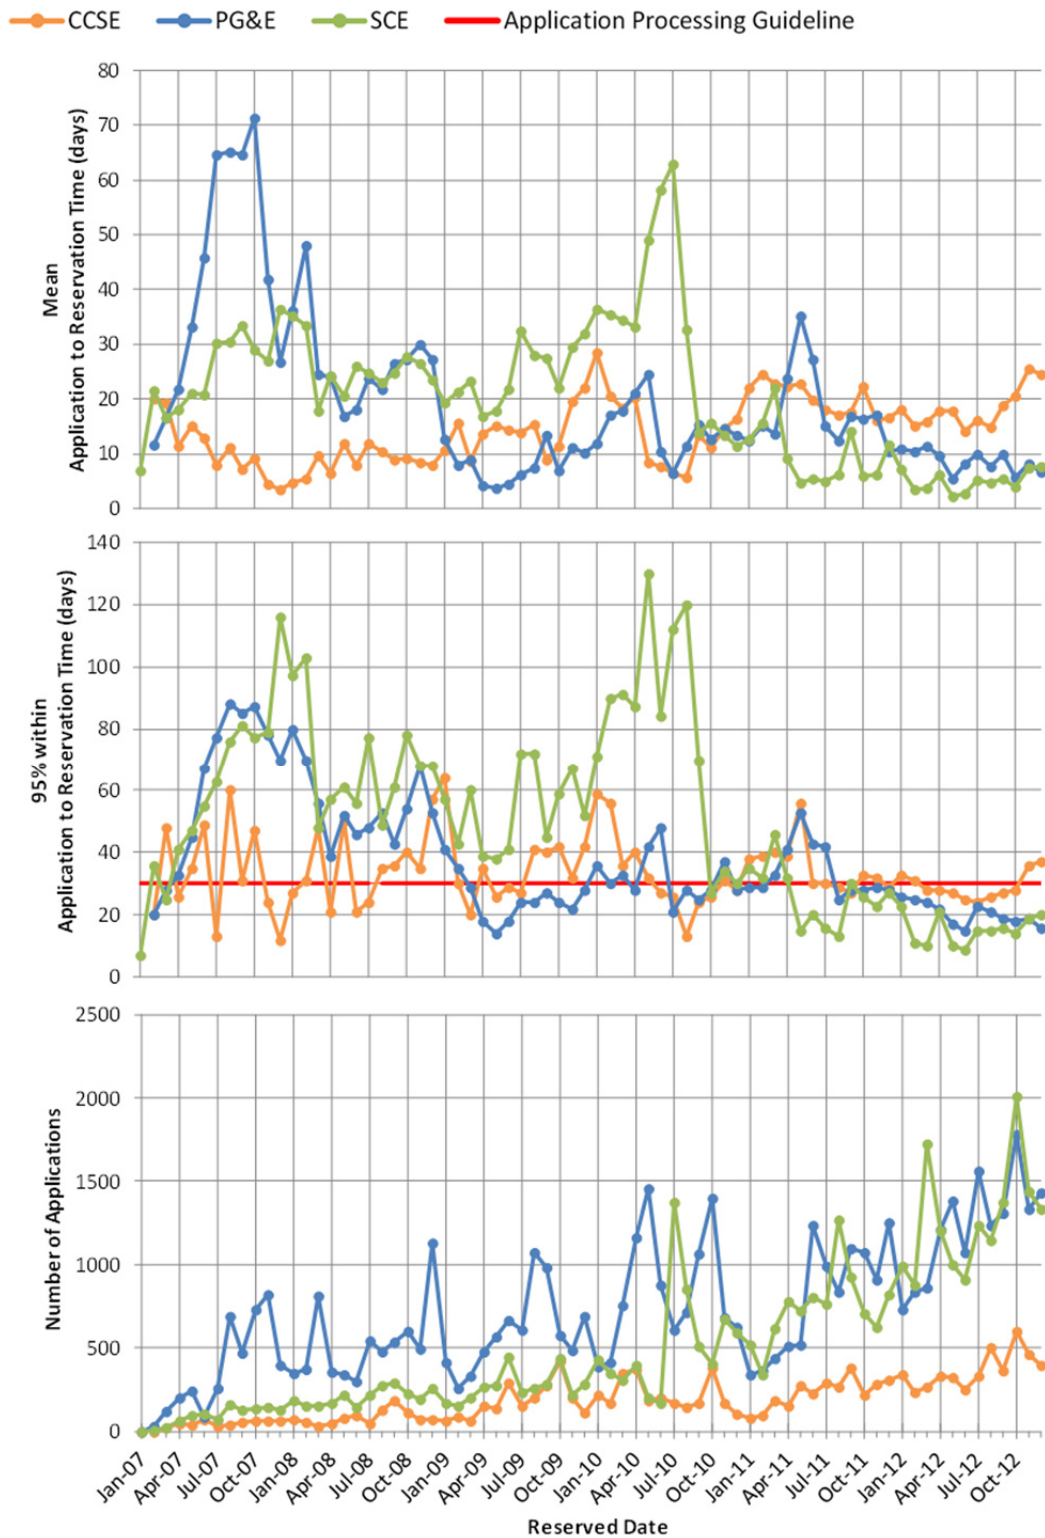 CCSE PG&E SCE Application Processing Guideline
Mean
Application to Reservation Time (days)
80
70
60
50
40
30
20
10
0
95% within
Application to Reservation Time (days)
140
120
100
80
60
40
20
0
Number of Applications
2500
2000
1500
1000
500
0
Jan-07 Apr-07 Jul-07 Oct-07 Jan-08 Apr-08 Jul-08 Oct-08 Jan-09 Apr-09 Jul-09 Oct-09 Jan-10 Apr-10 Jul-10 Oct-10 Jan-11 Apr-11 Jul-11 Oct-11 Jan-12 Apr-12 Jul-12 Oct-12
Reserved Date